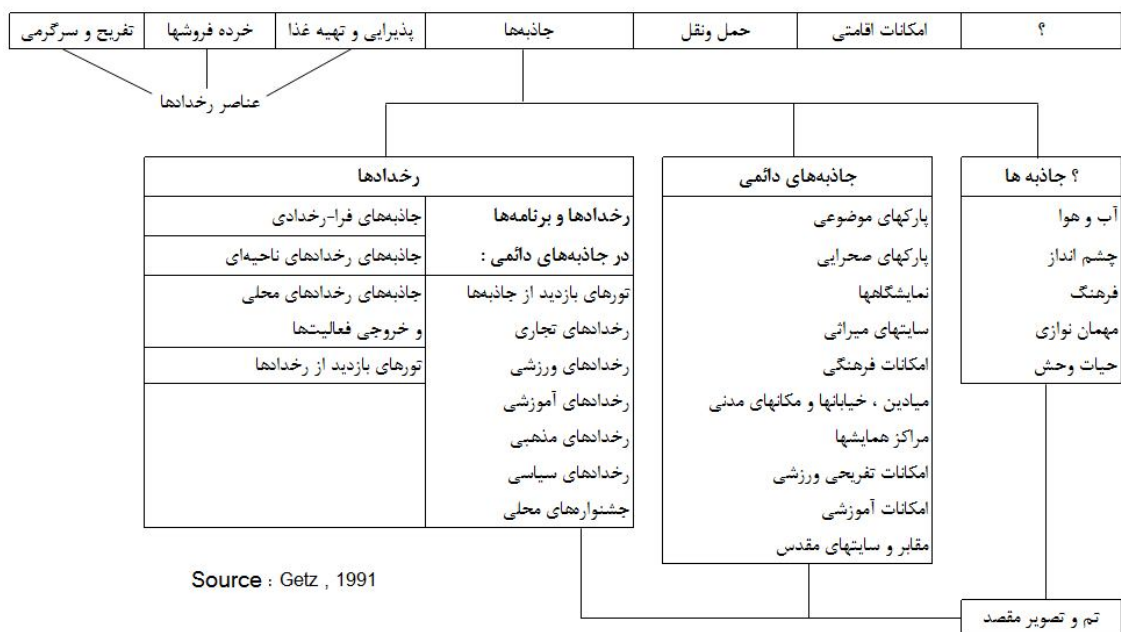 ؟
امکانات اقامتی
حمل ونقل
جاذبه‌ها
پذیرایی و تهیه غذا
خرده فروشها
تفریح و سرگرمی
عناصر رخدادها
؟ جاذبه ها
آب و هوا
چشم انداز
فرهنگ
مهمان نوازی
حیات وحش
جاذبه‌های دائمی
پارکهای موضوعی
پارکهای صحرایی
نمایشگاهها
سایتهای میراثی
امکانات فرهنگی
میادین ، خیابانها و مکانهای مدنی
مراکز همایشها
امکانات تفریحی ورزشی
امکانات آموزشی
مقابر و سایتهای مقدس
رخدادها
رخدادها و برنامه‌ها
در جاذبه‌های دائمی :
تورهای بازدید از جاذبه‌ها
رخدادهای تجاری
رخدادهای ورزشی
رخدادهای آموزشی
رخدادهای مذهبی
رخدادهای سیاسی
جشنواره‌های محلی
جاذبه‌های فرا-رخدادی
جاذبه‌های رخدادهای ناحیه‌ای
جاذبه‌های رخدادهای محلی
و خروجی فعالیت‌ها
تورهای بازدید از رخدادها
Source : Getz , 1991
تم و تصویر مقصد